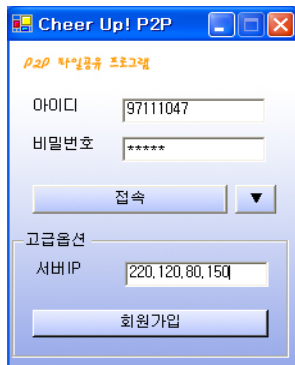 Cheer Up! P2P
P2P 파일공유 프로그램
아이디 97111047
비밀번호 *****
접속 ▼
고급옵션
서버IP 220,120,80,150
회원가입